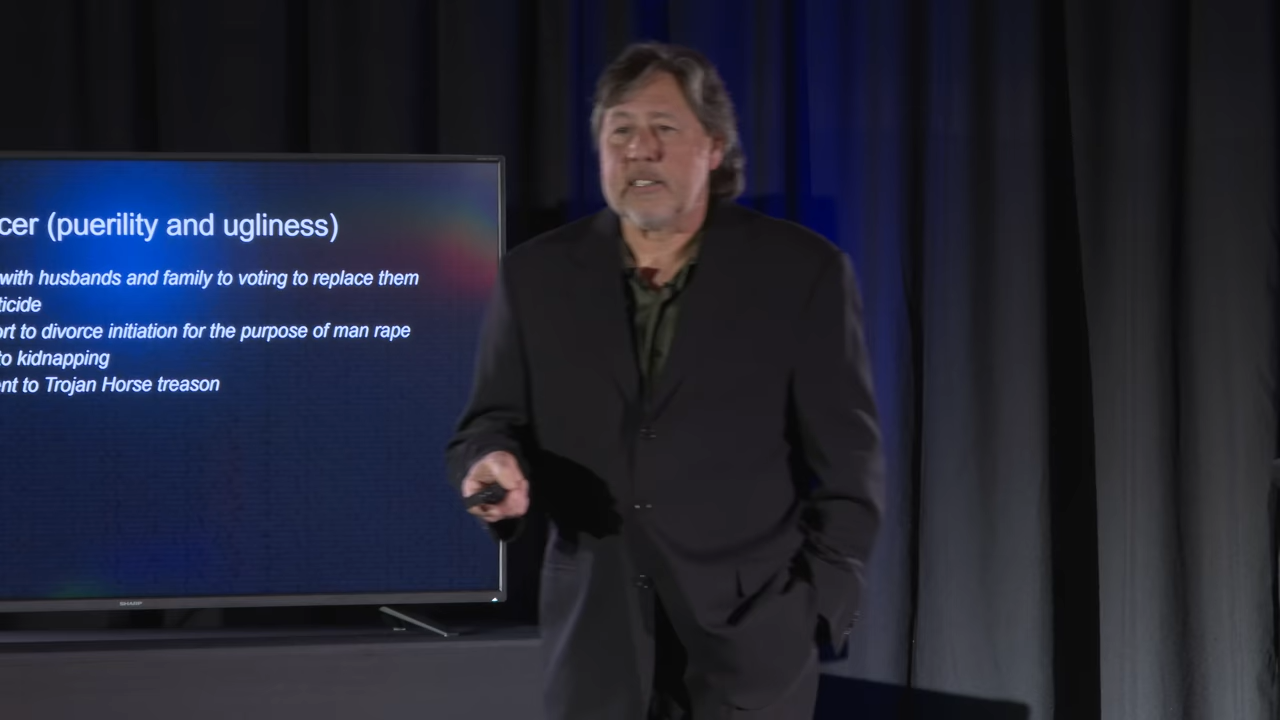 cer (puerility and ugliness)
with husbands and family to voting to replace them
ticide
ort to divorce initiation for the purpose of man rape
to kidnapping
ent to Trojan Horse treason
SHARP